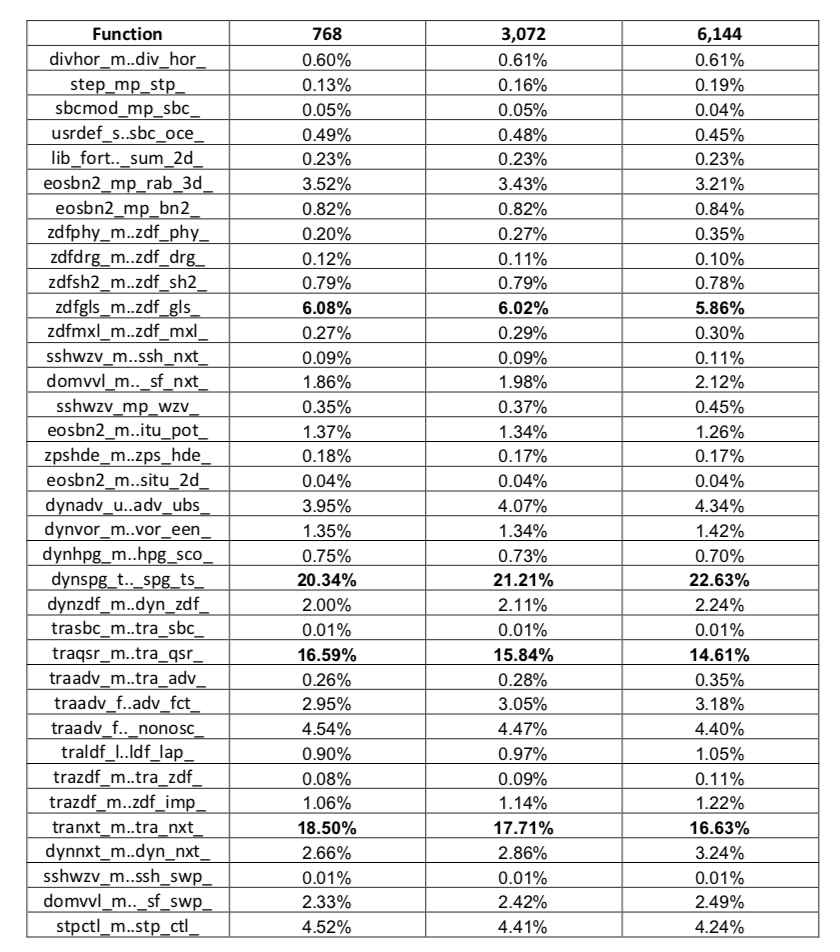 Function 768 3,072 6,144
divhor_m..div_hor_ 0.60% 0.61% 0.61%
step_mp_stp_ 0.13% 0.16% 0.19%
sbcmod_mp_sbc_ 0.05% 0.05% 0.04%
usrdef_s..sbc_oce_ 0.49% 0.48% 0.45%
lib_fort.._sum_2d_ 0.23% 0.23% 0.23%
eosbn2_mp_rab_3d_ 3.52% 3.43% 3.21%
eosbn2_mp_bn2_ 0.82% 0.82% 0.84%
zdfphy_m..zdf_phy_ 0.20% 0.27% 0.35%
zdfdrg_m..zdf_drg_ 0.12% 0.11% 0.10%
zdfsh2_m..zdf_sh2_ 0.79% 0.79% 0.78%
zdfgls_m..zdf_gls_ 6.08% 6.02% 5.86%
zdfmxl_m..zdf_mxl_ 0.27% 0.29% 0.30%
sshwzv_m..ssh_nxt_ 0.09% 0.09% 0.11%
domvvl_m.._sf_nxt_ 1.86% 1.98% 2.12%
sshwzv_mp_wzv_ 0.35% 0.37% 0.45%
eosbn2_m..itu_pot_ 1.37% 1.34% 1.26%
zpshde_m..zps_hde_ 0.18% 0.17% 0.17%
eosbn2_m..situ_2d_ 0.04% 0.04% 0.04%
dynadv_u..adv_ubs_ 3.95% 4.07% 4.34%
dynvor_m..vor_een_ 1.35% 1.34% 1.42%
dynhpg_m..hpg_sco_ 0.75% 0.73% 0.70%
dynspg_t.._spg_ts_ 20.34% 21.21% 22.63%
dynzdf_m..dyn_zdf_ 2.00% 2.11% 2.24%
trasbc_m..tra_sbc_ 0.01% 0.01% 0.01%
traqsr_m..tra_qsr_ 16.59% 15.84% 14.61%
traadv_m..tra_adv_ 0.26% 0.28% 0.35%
traadv_f..adv_fct_ 2.95% 3.05% 3.18%
traadv_f.._nonosc_ 4.54% 4.47% 4.40%
traldf_l..ldf_lap_ 0.90% 0.97% 1.05%
trazdf_m..tra_zdf_ 0.08% 0.09% 0.11%
trazdf_m..zdf_imp_ 1.06% 1.14% 1.22%
tranxt_m..tra_nxt_ 18.50% 17.71% 16.63%
dynnxt_m..dyn_nxt_ 2.66% 2.86% 3.24%
sshwzv_m..ssh_swp_ 0.01% 0.01% 0.01%
domvvl_m.._sf_swp_ 2.33% 2.42% 2.49%
stpctl_m..stp_ctl_ 4.52% 4.41% 4.24%